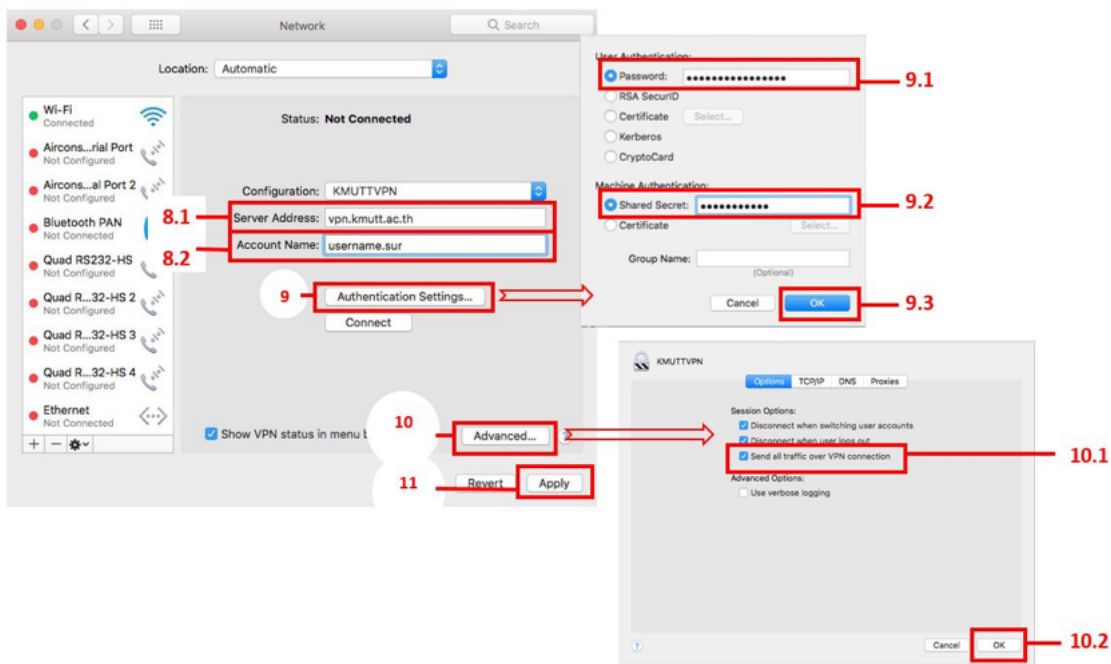 Network
Search
Location: Automatic
Wi-Fi
Connected
Aircons...rial Port
Not Configured
Aircons...al Port 2
Not Configured
Bluetooth PAN
Not Connected
Quad RS232-HS
Not Configured
Quad R...32-HS 2
Not Configured
Quad R...32-HS 3
Not Configured
Quad R...32-HS 4
Not Configured
Ethernet
Not Connected
Status: Not Connected
Configuration: KMUTTVPN
8.1
Server Address: vpn.kmutt.ac.th
8.2
Account Name: username.sur
9
Authentication Settings...
Connect
Show VPN status in menu b
10
Advanced...
?
11
Revert
Apply
User Authentication:
Password: ••••••••••••••••
9.1
RSA SecurID
Certificate Select...
Kerberos
CryptoCard
Machine Authentication:
Shared Secret: •••••••••••
9.2
Certificate Select...
Group Name:
(Optional)
Cancel OK
9.3
KMUTTVPN
Options TCP/IP DNS Proxies
Session Options:
Disconnect when switching user accounts
Disconnect when user logs out
Send all traffic over VPN connection
10.1
Advanced Options:
Use verbose logging
?
Cancel OK
10.2